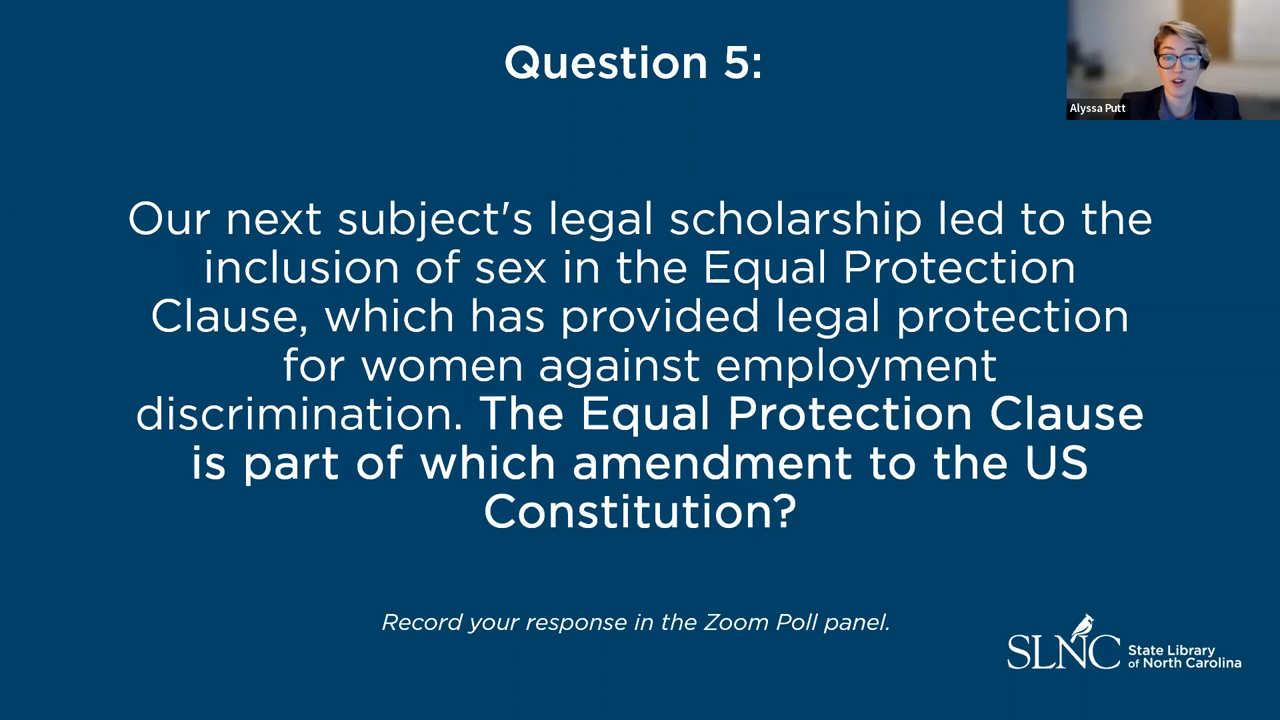 Question 5:
Alyssa Putt
Our next subject's legal scholarship led to the
inclusion of sex in the Equal Protection
Clause, which has provided legal protection
for women against employment
discrimination. The Equal Protection Clause
is part of which amendment to the US
Constitution?
Record your response in the Zoom Poll panel.
SLNC State Library
of North Carolina